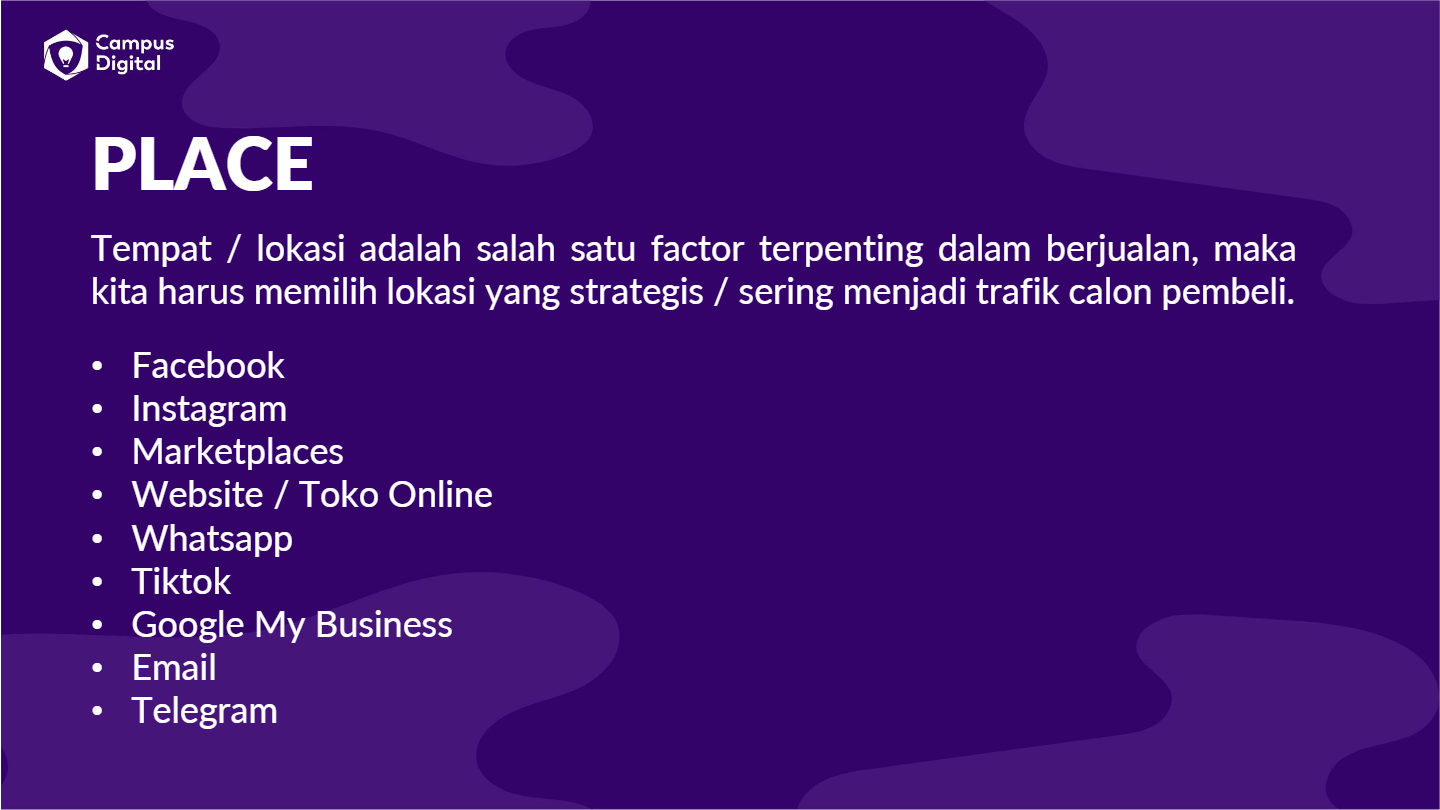 Campus
Digital
PLACE
Tempat / lokasi adalah salah satu factor terpenting dalam berjualan, maka
kita harus memilih lokasi yang strategis / sering menjadi trafik calon pembeli.
• Facebook
• Instagram
• Marketplaces
• Website / Toko Online
• Whatsapp
• Tiktok
• Google My Business
• Email
• Telegram